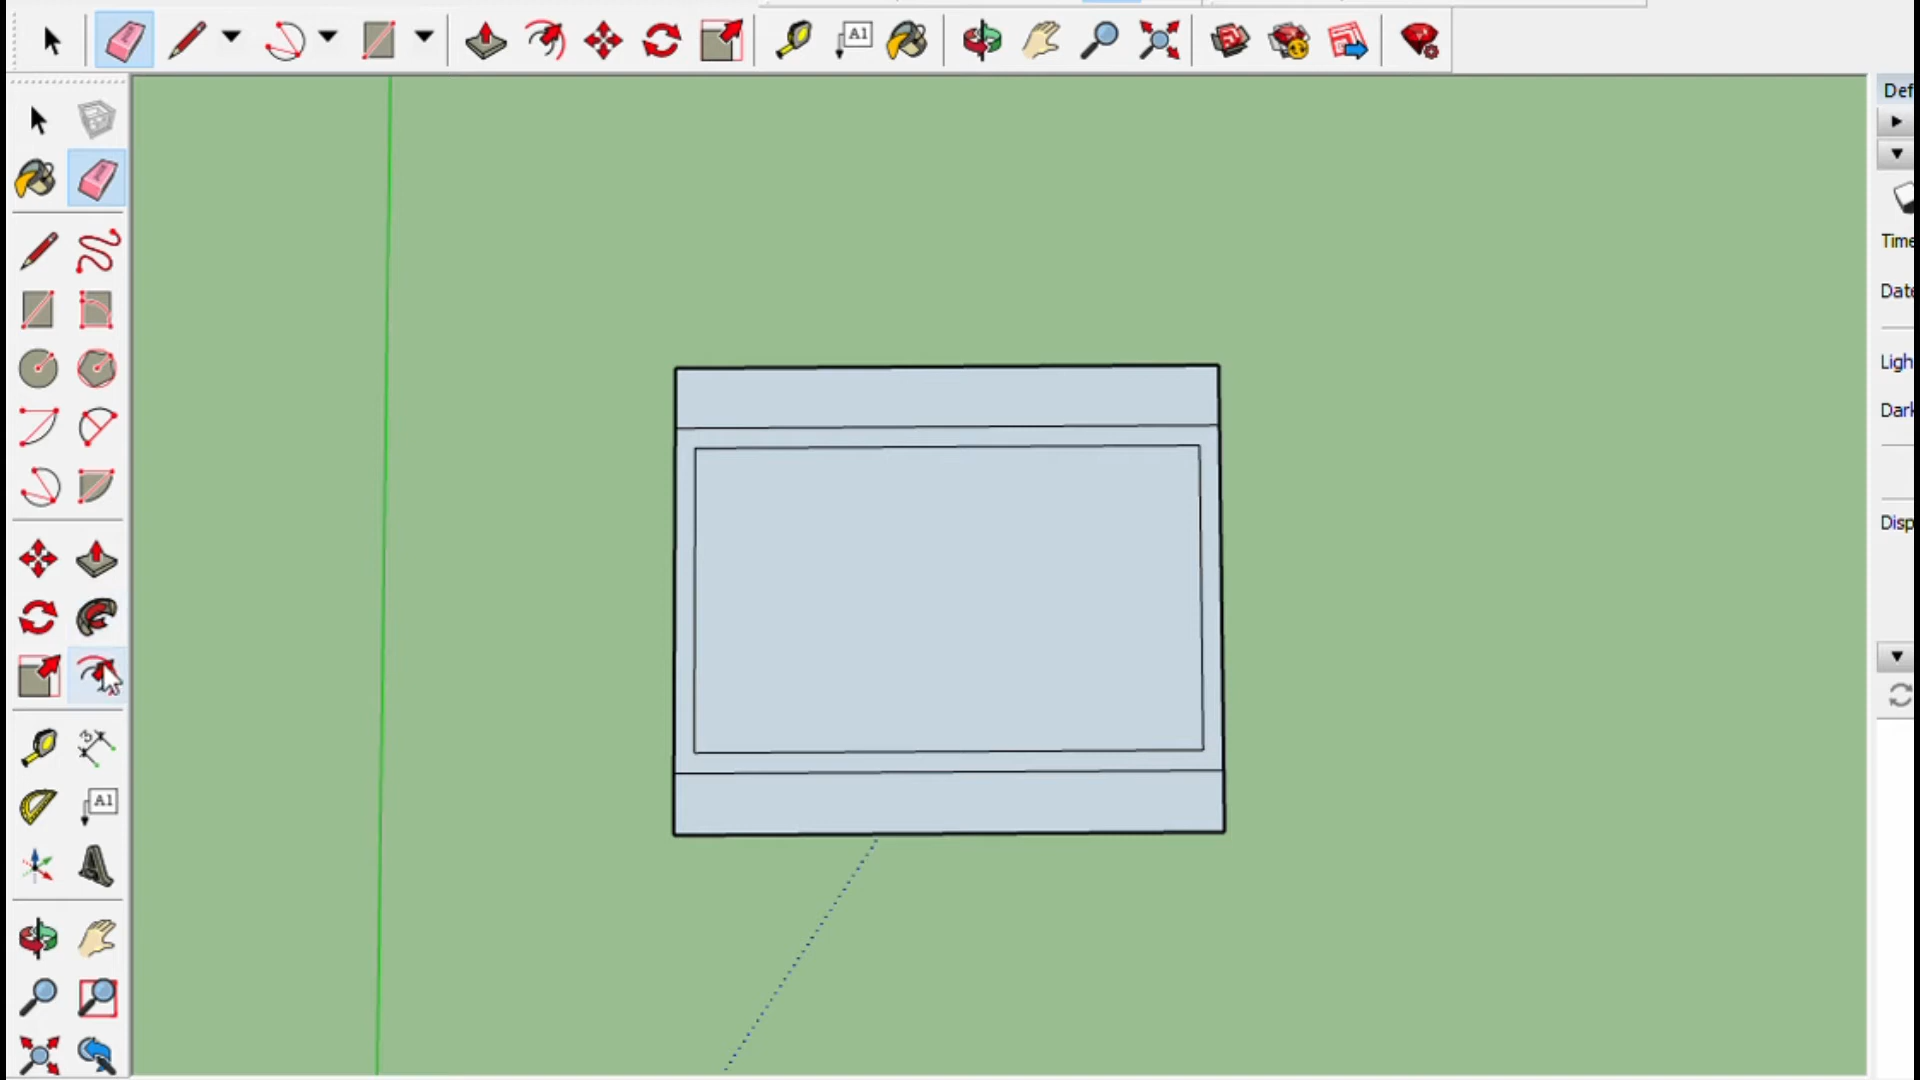 A1
Def
Time
Date
Ligh
Dark
Disp
A1